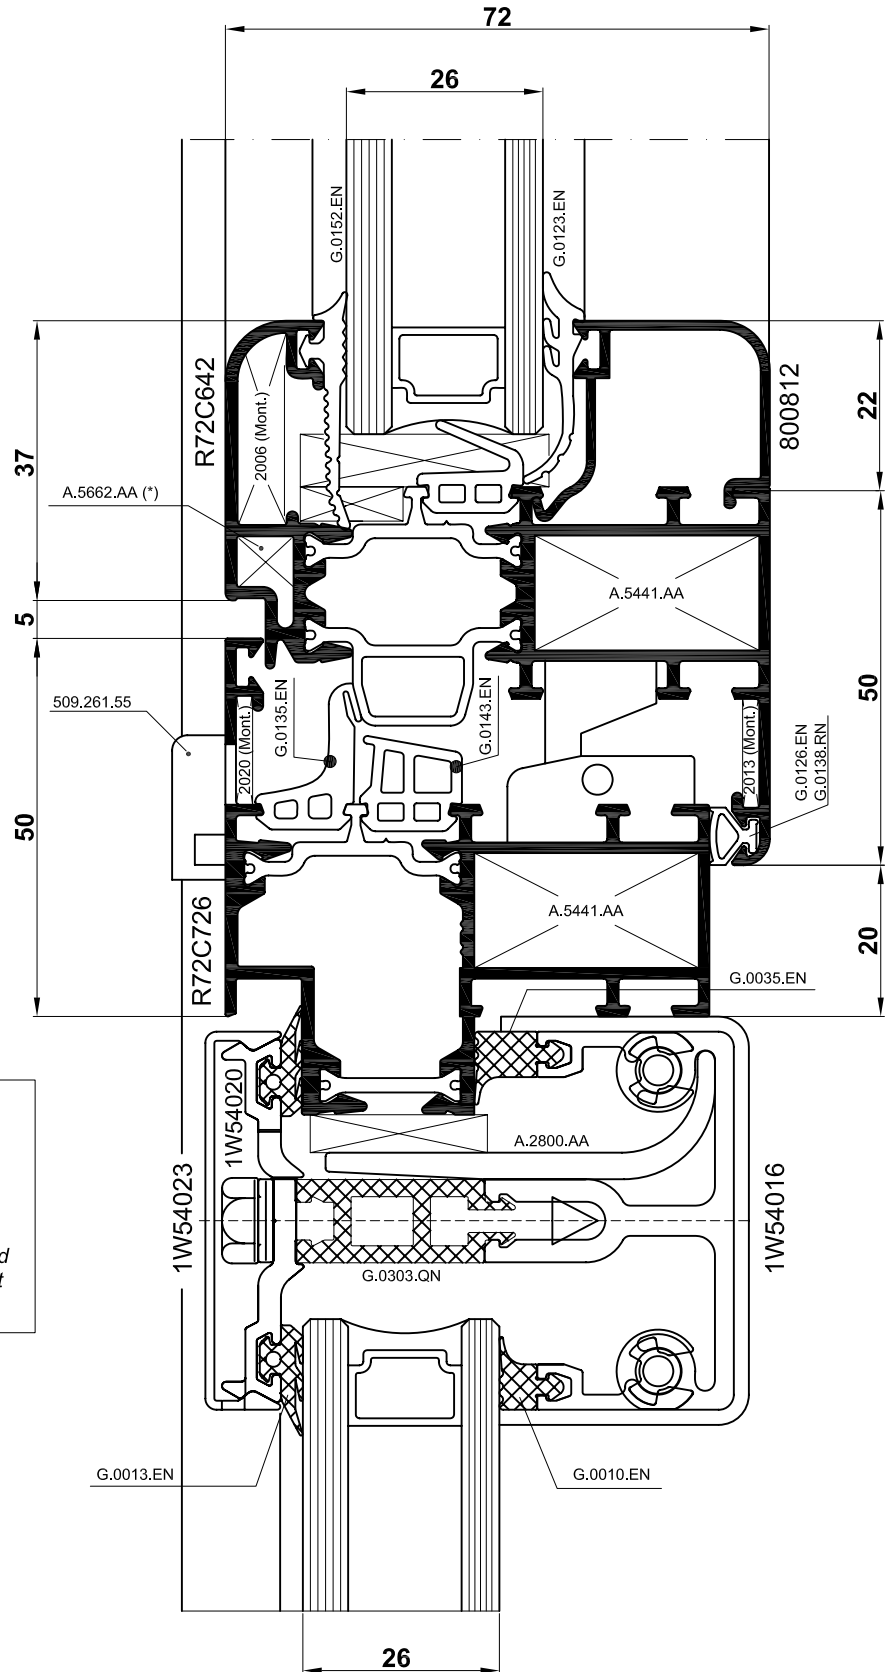 72
26
G.0152.EN
G.0123.EN
R72C642
2006 (Mont.)
800812
22
37
A.5662.AA (*)
A.5441.AA
5
50
509.261.55
2020 (Mont.)
G.0135.EN
G.0143.EN
2013 (Mont.)
G.0126.EN
G.0138.RN
50
R72C726
A.5441.AA
20
G.0035.EN
1W54020
A.2800.AA
1W54023
1W54016
d
t
G.0303.QN
G.0013.EN
G.0010.EN
26